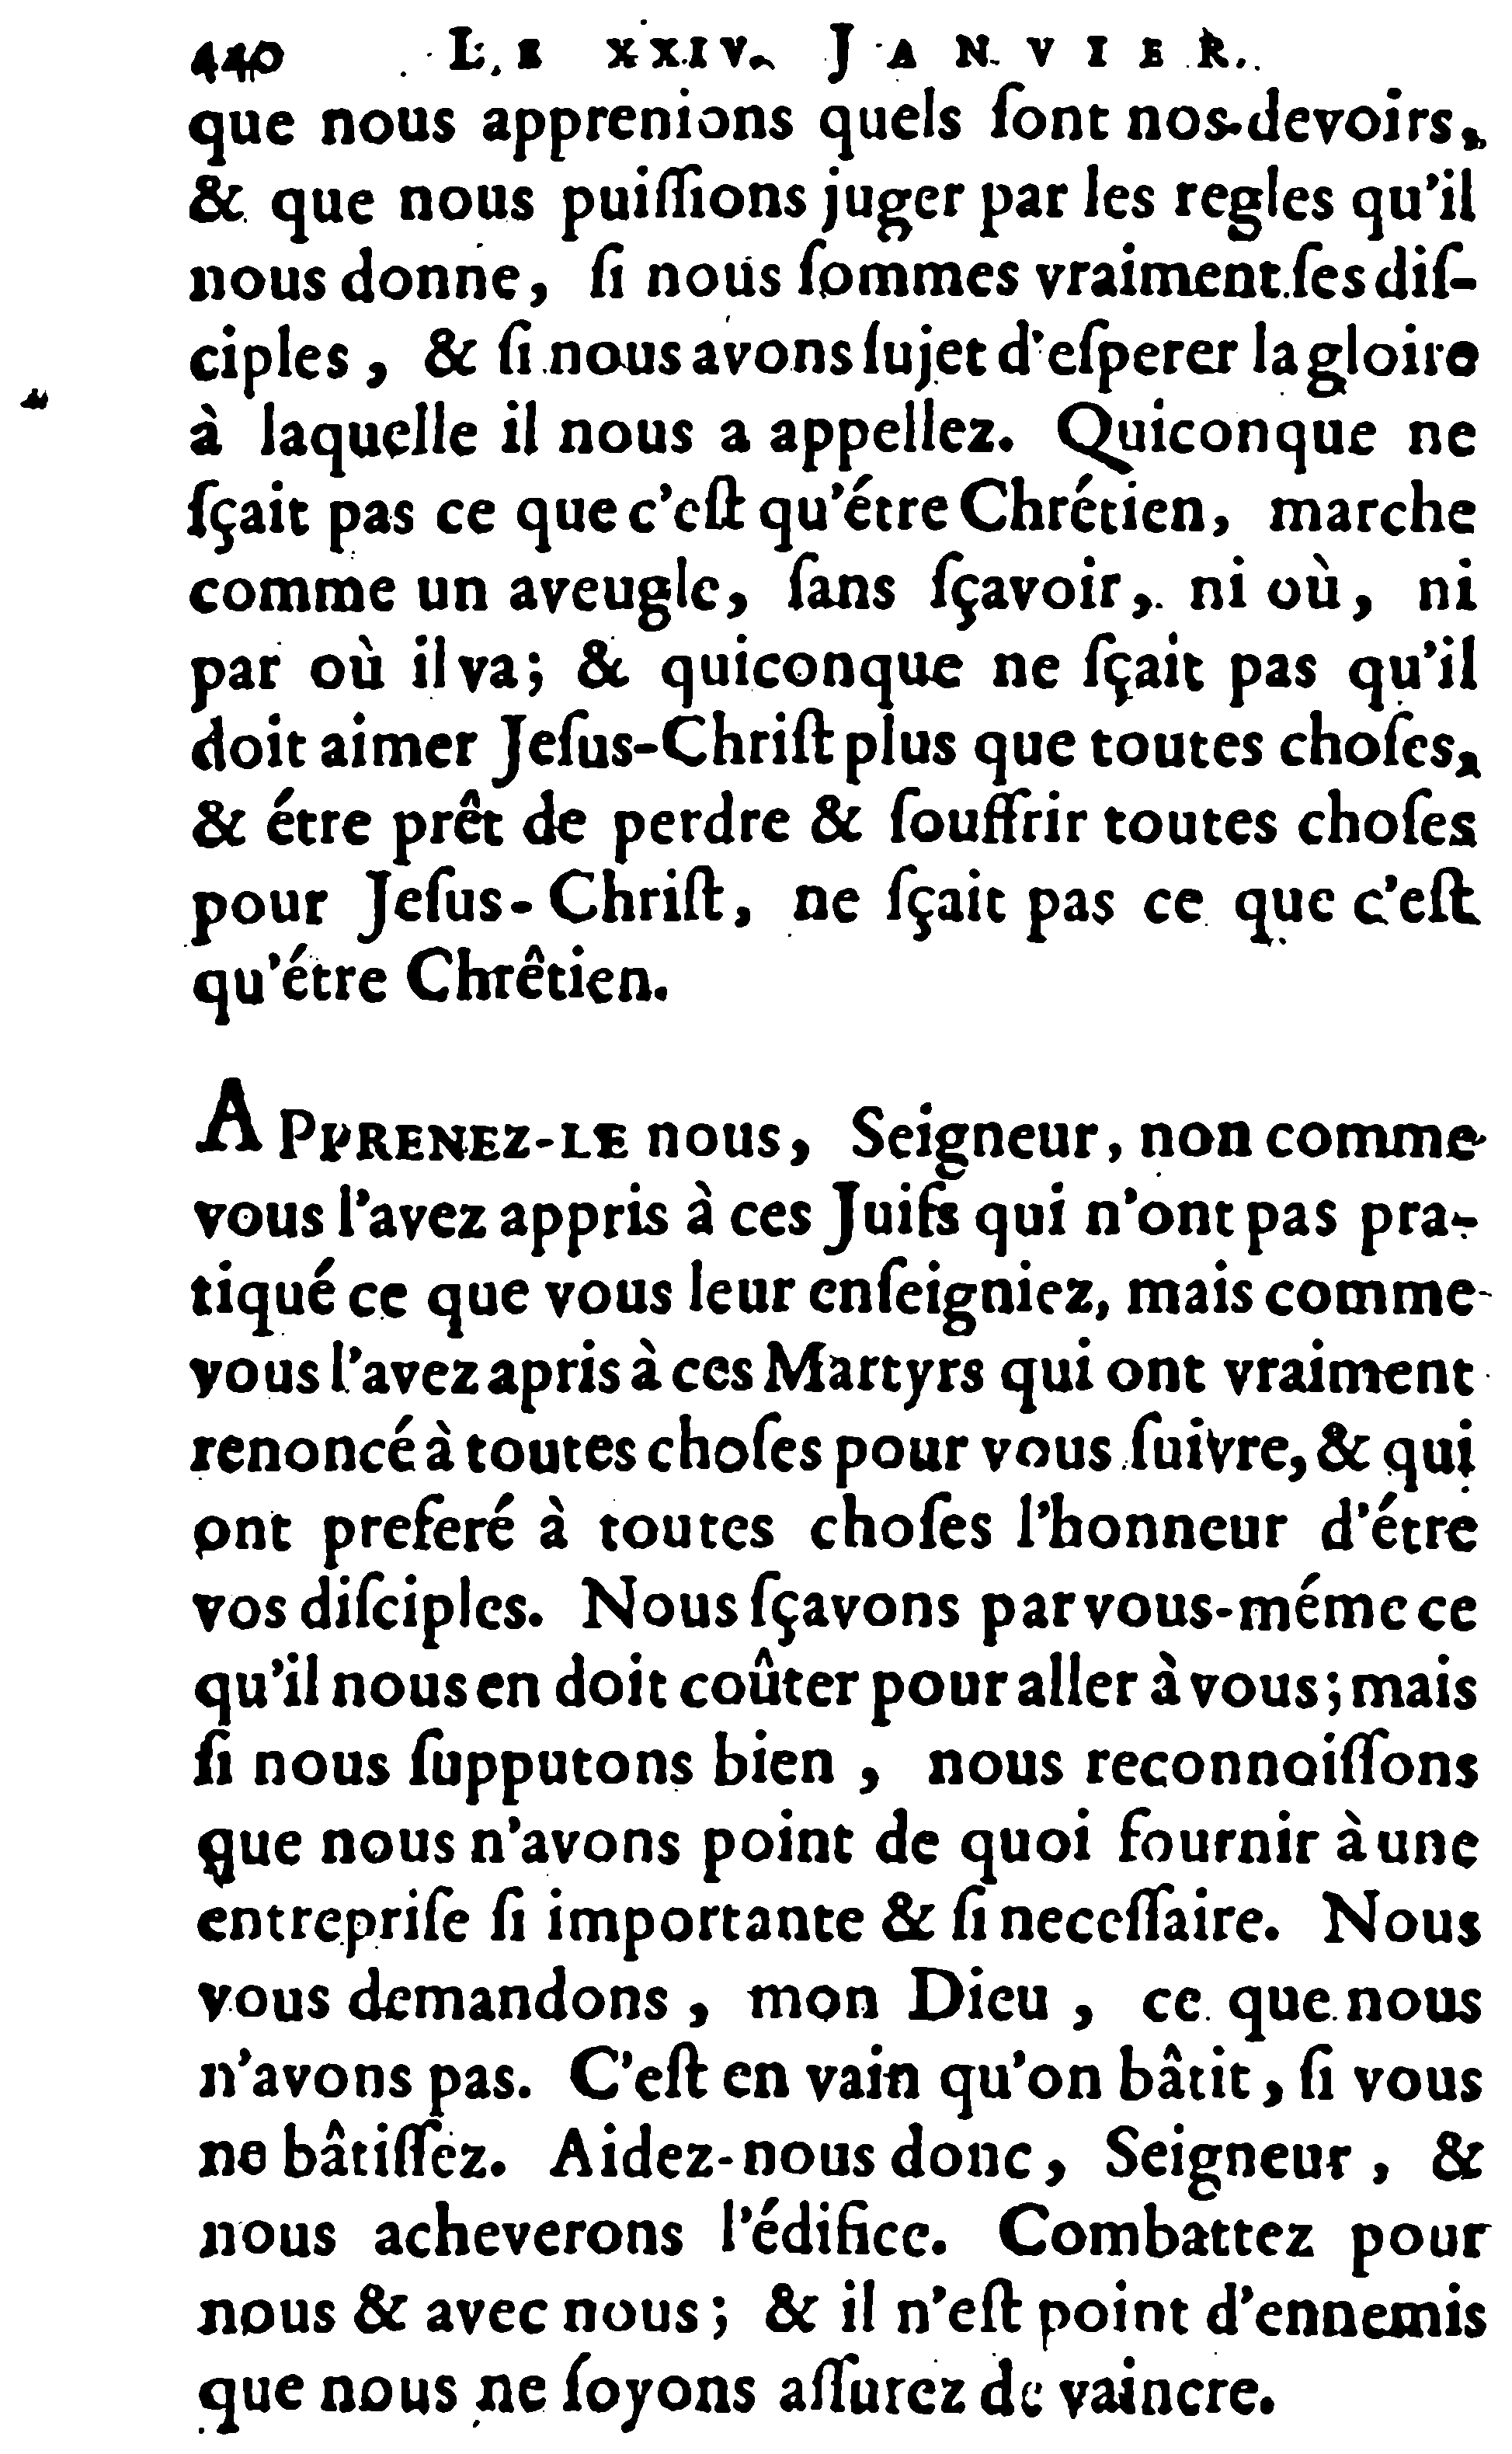 440 LE XXIV. JANVIER.
que nous apprenions quels ſont nos devoirs,
& que nous puiſſions juger par les regles qu'il
nous donne, ſi nous ſommes vraiment ſes diſ-
ciples, & ſi nous avons ſujet d'eſperer la gloire
à laquelle il nous a appellez. Quiconque ne
ſçait pas ce que c'eſt qu'étre Chrétien, marche
comme un aveugle, ſans ſçavoir, ni où, ni
par où il va; & quiconque ne ſçait pas qu'il
doit aimer Jeſus-Chriſt plus que toutes choſes,
& étre prêt de perdre & ſouffrir toutes choſes
pour Jeſus-Chriſt, ne ſçait pas ce que c'eſt
qu'étre Chrêtien.
APPRENEZ-LE nous, Seigneur, non comme
vous l'avez appris à ces Juifs qui n'ont pas pra-
tiqué ce que vous leur enſeigniez, mais comme
vous l'avez apris à ces Martyrs qui ont vraiment
renoncé à toutes choſes pour vous ſuivre, & qui
ont preferé à toutes choſes l'honneur d'étre
vos diſciples. Nous ſçavons par vous-méme ce
qu'il nous en doit coûter pour aller à vous; mais
ſi nous ſupputons bien, nous reconnoiſſons
que nous n'avons point de quoi fournir à une
entrepriſe ſi importante & ſi neceſſaire. Nous
vous demandons, mon Dieu, ce que nous
n'avons pas. C'eſt en vain qu'on bâtit, ſi vous
ne bâtiſſez. Aidez-nous donc, Seigneur, &
nous acheverons l'édifice. Combattez pour
nous & avec nous; & il n'eſt point d'ennemis
que nous ne ſoyons aſſurez de vaincre.